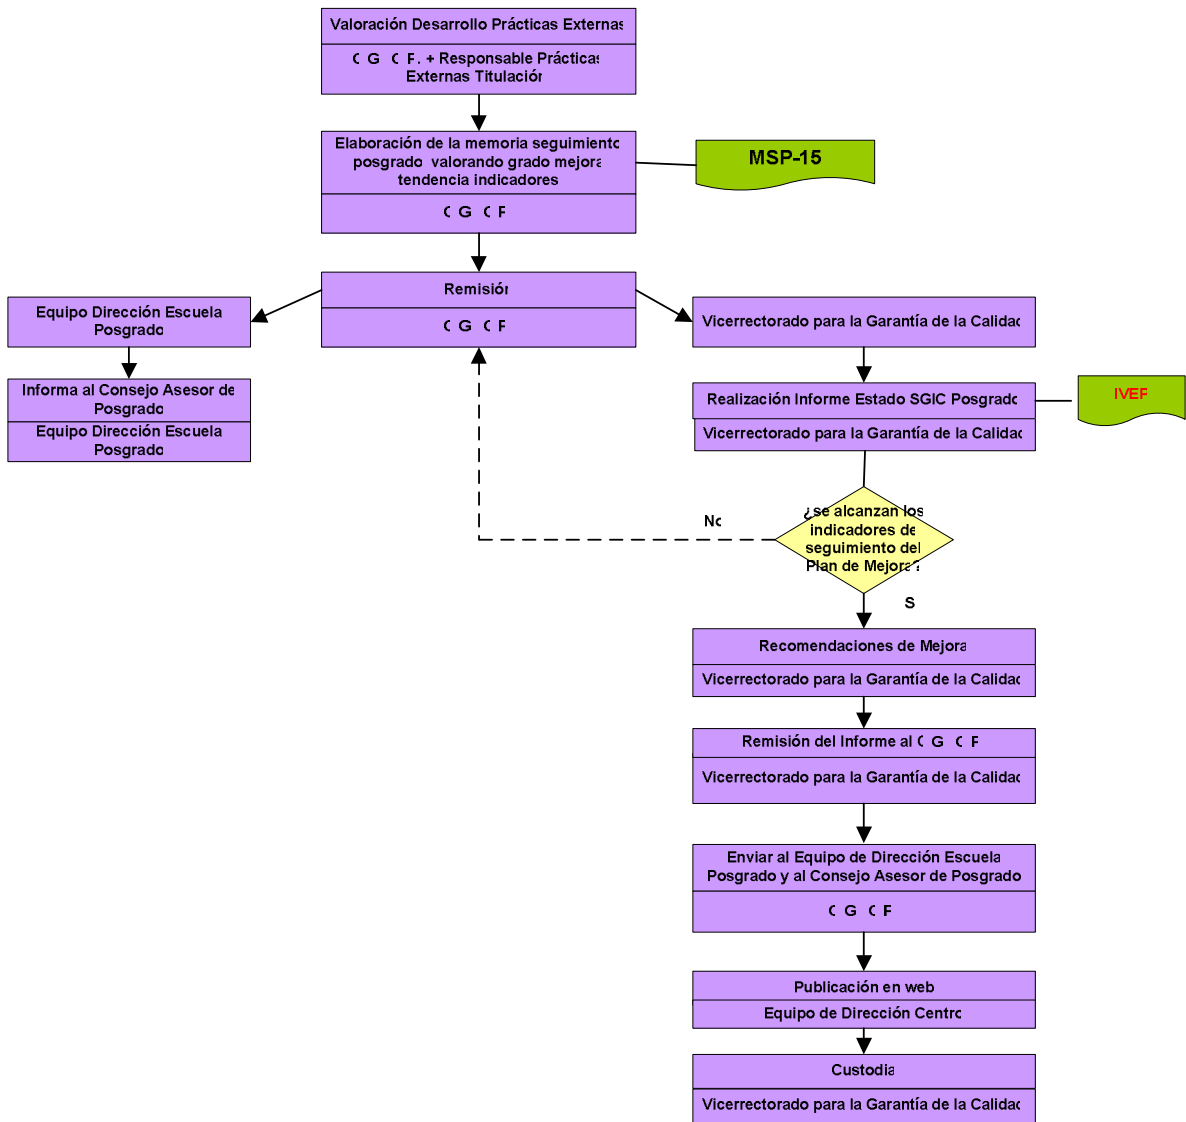 Valoración Desarrollo Prácticas Externas
C G C P. + Responsable Prácticas
Externas Titulación
Elaboración de la memoria seguimiento
posgrado valorando grado mejora
tendencia indicadores
MSP-15
C G C P
Remisión
C G C P
Equipo Dirección Escuela
Posgrado
Vicerrectorado para la Garantía de la Calidad
Informa al Consejo Asesor de
Posgrado
Equipo Dirección Escuela
Posgrado
Realización Informe Estado SGIC Posgrado
Vicerrectorado para la Garantía de la Calidad
IVEP
¿se alcanzan los
indicadores de
seguimiento del
Plan de Mejora?
No
S
Recomendaciones de Mejora
Vicerrectorado para la Garantía de la Calidad
Remisión del Informe al C G C P
Vicerrectorado para la Garantía de la Calidad
Enviar al Equipo de Dirección Escuela
Posgrado y al Consejo Asesor de Posgrado
C G C P
Publicación en web
Equipo de Dirección Centro
Custodia
Vicerrectorado para la Garantía de la Calidad